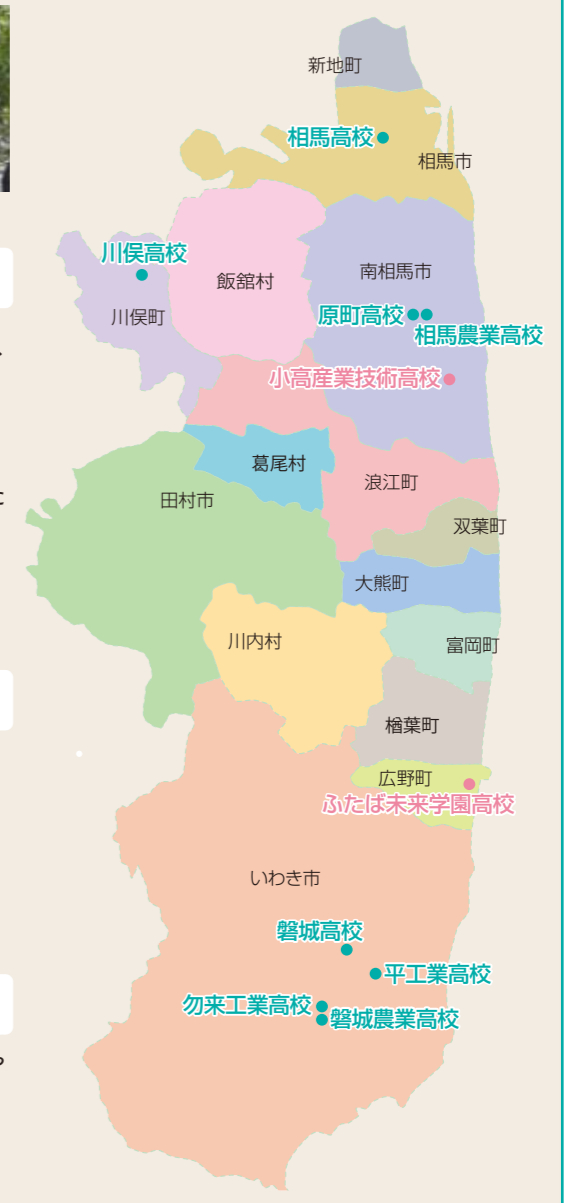 新地町
相馬高校
相馬市
川俣高校
飯舘村
南相馬市
川俣町
原町高校
相馬農業高校
小高産業技術高校
葛尾村
浪江町
田村市
双葉町
大熊町
川内村
富岡町
楢葉町
広野町
ふたば未来学園高校
いわき市
磐城高校
平工業高校
勿来工業高校
磐城農業高校